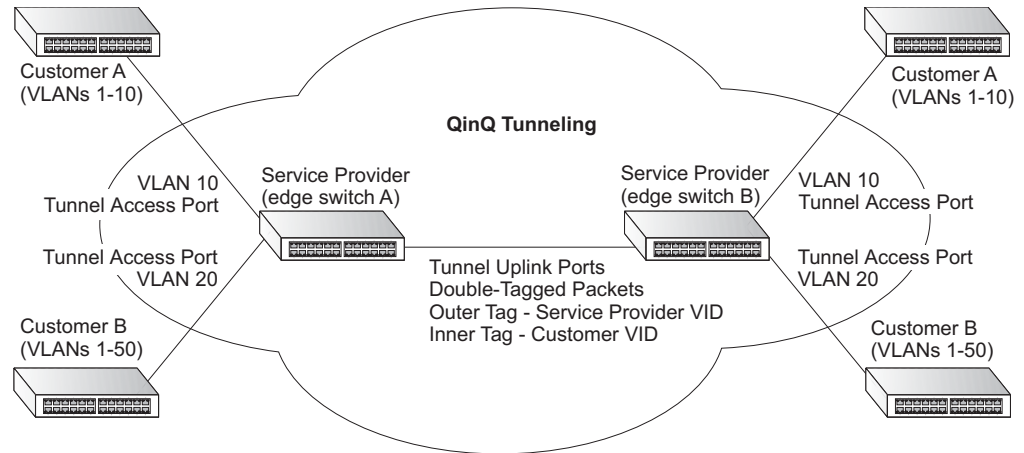 Customer A
(VLANs 1-10)
Customer A
(VLANs 1-10)
QinQ Tunneling
Service Provider
(edge switch A)
Service Provider
(edge switch B)
VLAN 10
Tunnel Access Port
VLAN 10
Tunnel Access Port
Tunnel Access Port
VLAN 20
Tunnel Uplink Ports
Double-Tagged Packets
Outer Tag - Service Provider VID
Inner Tag - Customer VID
Tunnel Access Port
VLAN 20
Customer B
(VLANs 1-50)
Customer B
(VLANs 1-50)